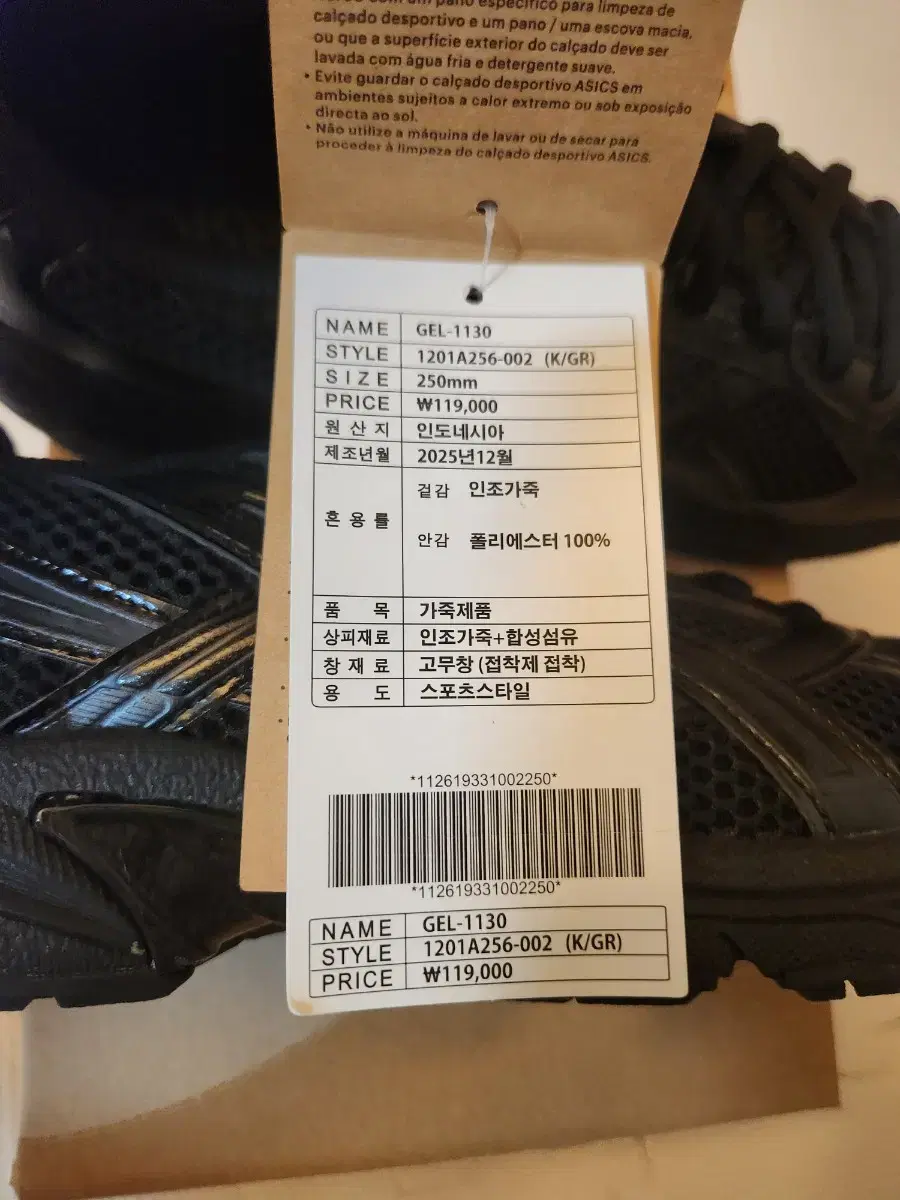 com um pano específico para limpeza de
calçado desportivo e um pano / uma escova macia,
ou que a superfície exterior do calçado deve ser
lavada com água fria e detergente suave.
• Evite guardar o calçado desportivo ASICS em
ambientes sujeitos a calor extremo ou sob exposição
directa ao sol.
• Não utilize a máquina de lavar ou de secar para
proceder à limpeza do calçado desportivo ASICS.
NAME GEL-1130
STYLE 1201A256-002 (K/GR)
SIZE 250mm
PRICE ₩119,000
원산지 인도네시아
제조년월 2025년12월
혼용률 겉감 인조가죽
안감 폴리에스터 100%
품목 가죽제품
상피재료 인조가죽+합성섬유
창재료 고무창 (접착제 접착)
용도 스포츠스타일
*112619331002250*
*112619331002250*
NAME GEL-1130
STYLE 1201A256-002 (K/GR)
PRICE ₩119,000